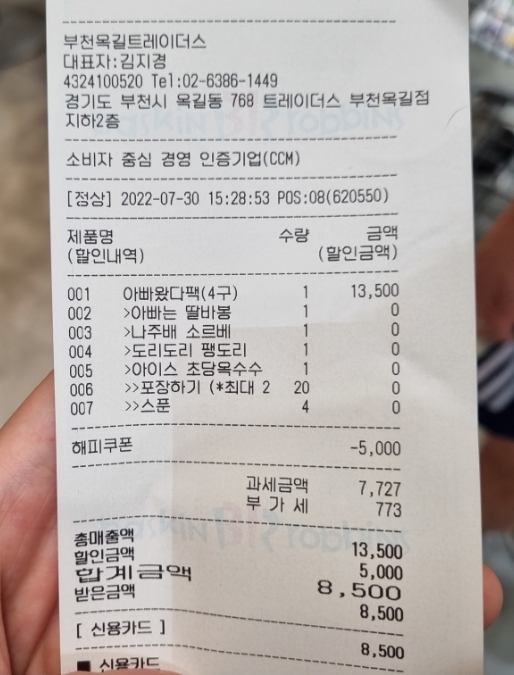 부천옥길트레이더스
대표자:김지경
4324100520 Tel:02-6386-1449
경기도 부천시 옥길동 768 트레이더스 부천옥길점
지하2층
소비자 중심 경영 인증기업(CCM)
[정상] 2022-07-30 15:28:53 POS:08(620550)
제품명 수량 금액
(할인내역) (할인금액)
001 아빠왔다팩(4구) 1 13,500
002 >아빠는 딸바봉 1 0
003 >나주배 소르베 1 0
004 >도리도리 팽도리 1 0
005 >아이스 초당옥수수 1 0
006 >>포장하기 (*최대 2 20 0
007 >>스푼 4 0
해피쿠폰 -5,000
과세금액 7,727
부 가 세 773
총매출액 13,500
할인금액 5,000
합계금액 8,500
받은금액 8,500
[ 신용카드 ] 8,500
■ 신용카드